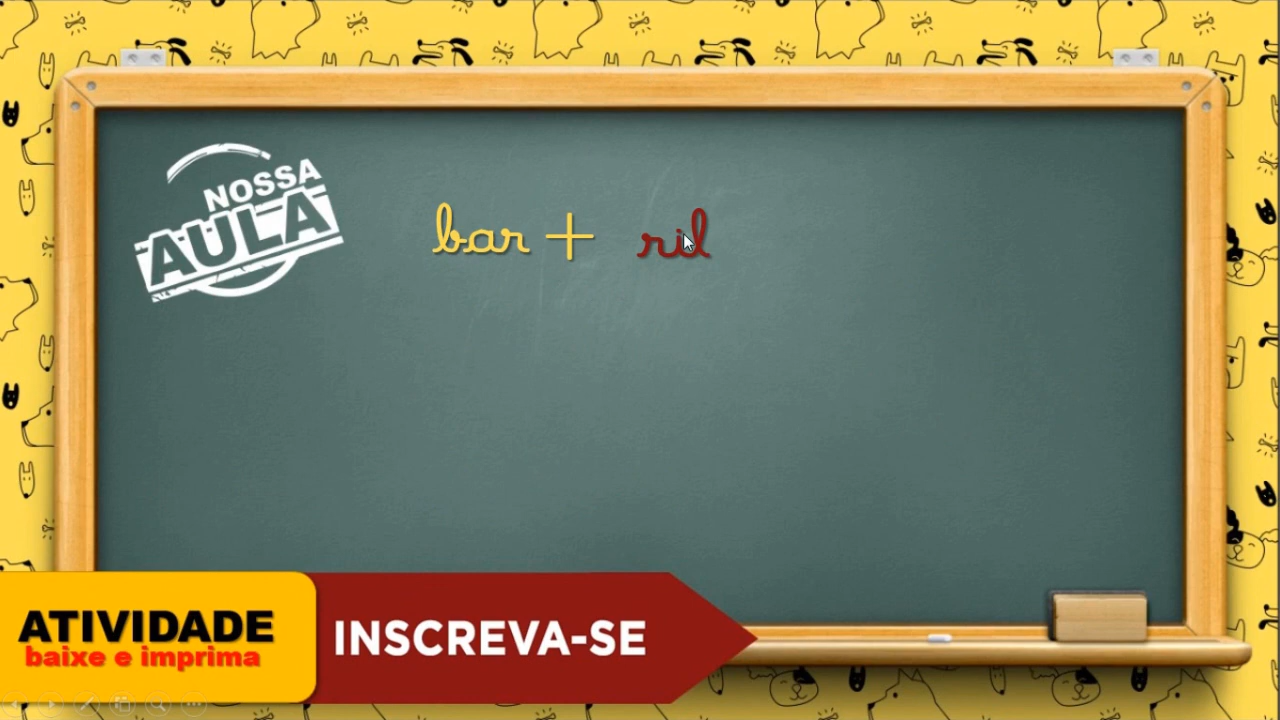 NOSSA
AULA
bar + ril
ATIVIDADE
baixe e imprima
INSCREVA-SE